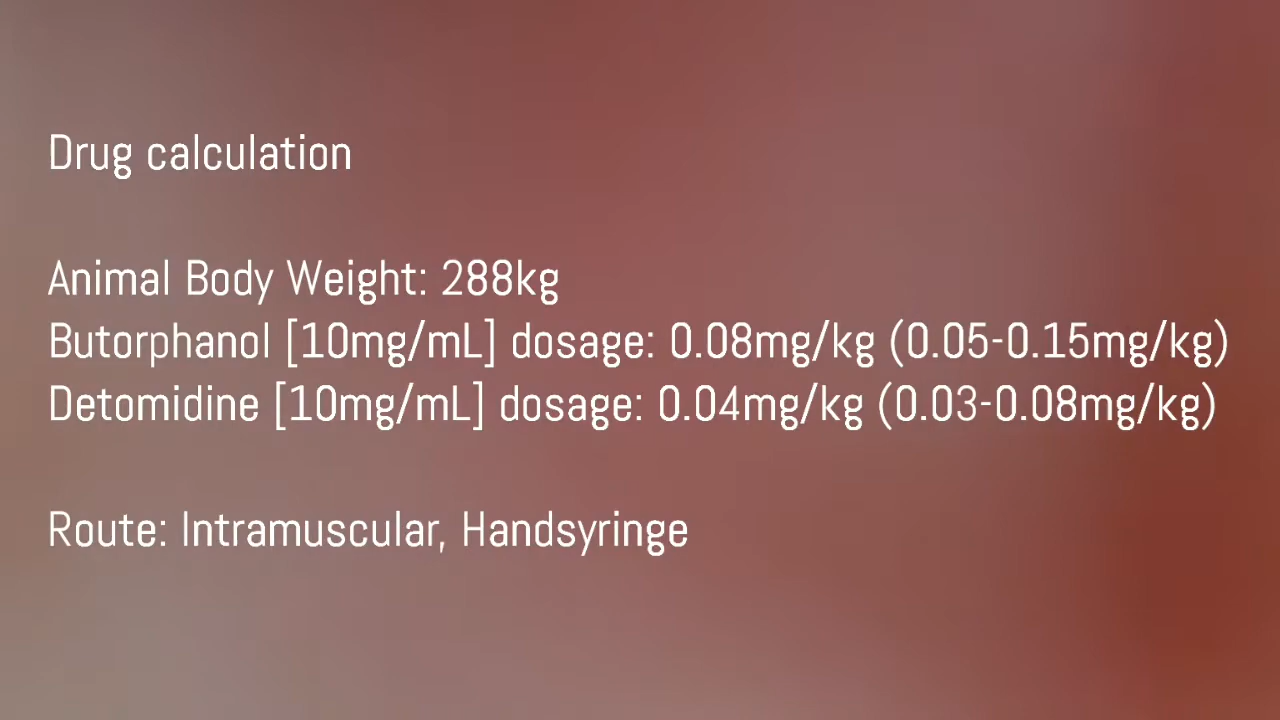 Drug calculation
Animal Body Weight: 288kg
Butorphanol [10mg/mL] dosage: 0.08mg/kg (0.05-0.15mg/kg)
Detomidine [10mg/mL] dosage: 0.04mg/kg (0.03-0.08mg/kg)
Route: Intramuscular, Handsyringe